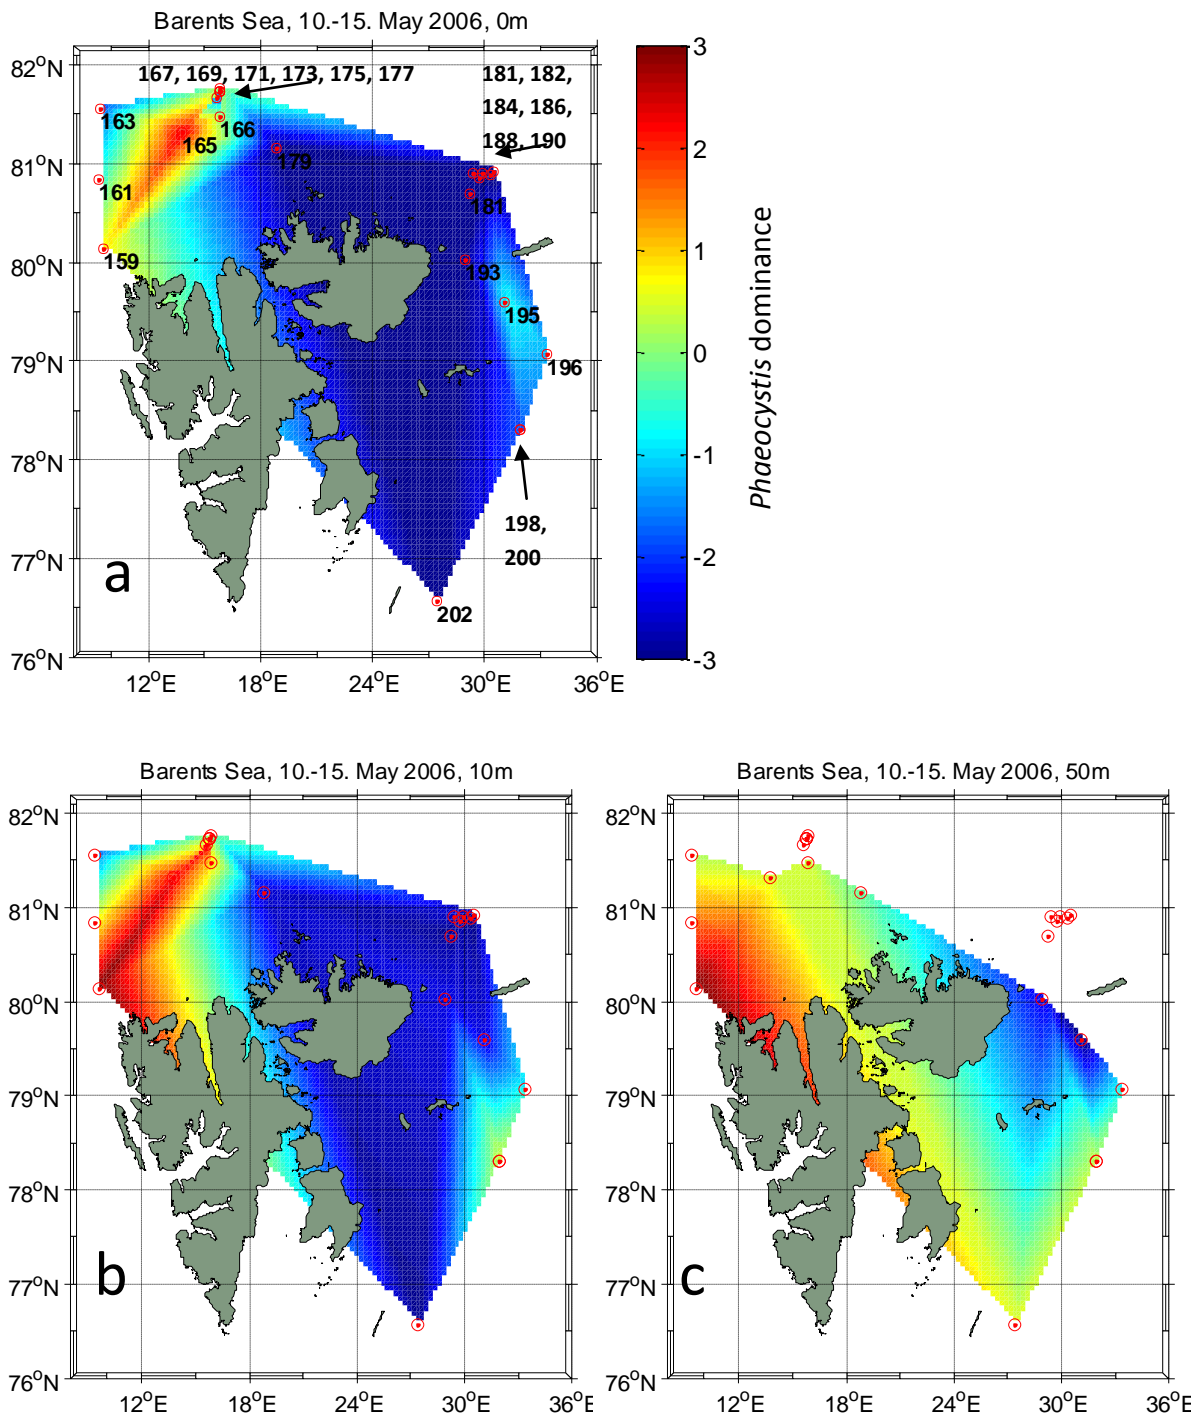 Barents Sea, 10.-15. May 2006, 0m
82°N
81°N
80°N
79°N
78°N
77°N
76°N
12°E
18°E
24°E
30°E
36°E
167, 169, 171, 173, 175, 177
181, 182,
184, 186,
188, 190
163
165
166
179
161
181
159
193
195
196
198,
200
202
a
3
2
1
0
-1
-2
-3
Phaeocystis dominance
Barents Sea, 10.-15. May 2006, 10m
82°N
81°N
80°N
79°N
78°N
77°N
76°N
12°E
18°E
24°E
30°E
36°E
b
Barents Sea, 10.-15. May 2006, 50m
82°N
81°N
80°N
79°N
78°N
77°N
76°N
12°E
18°E
24°E
30°E
36°E
c